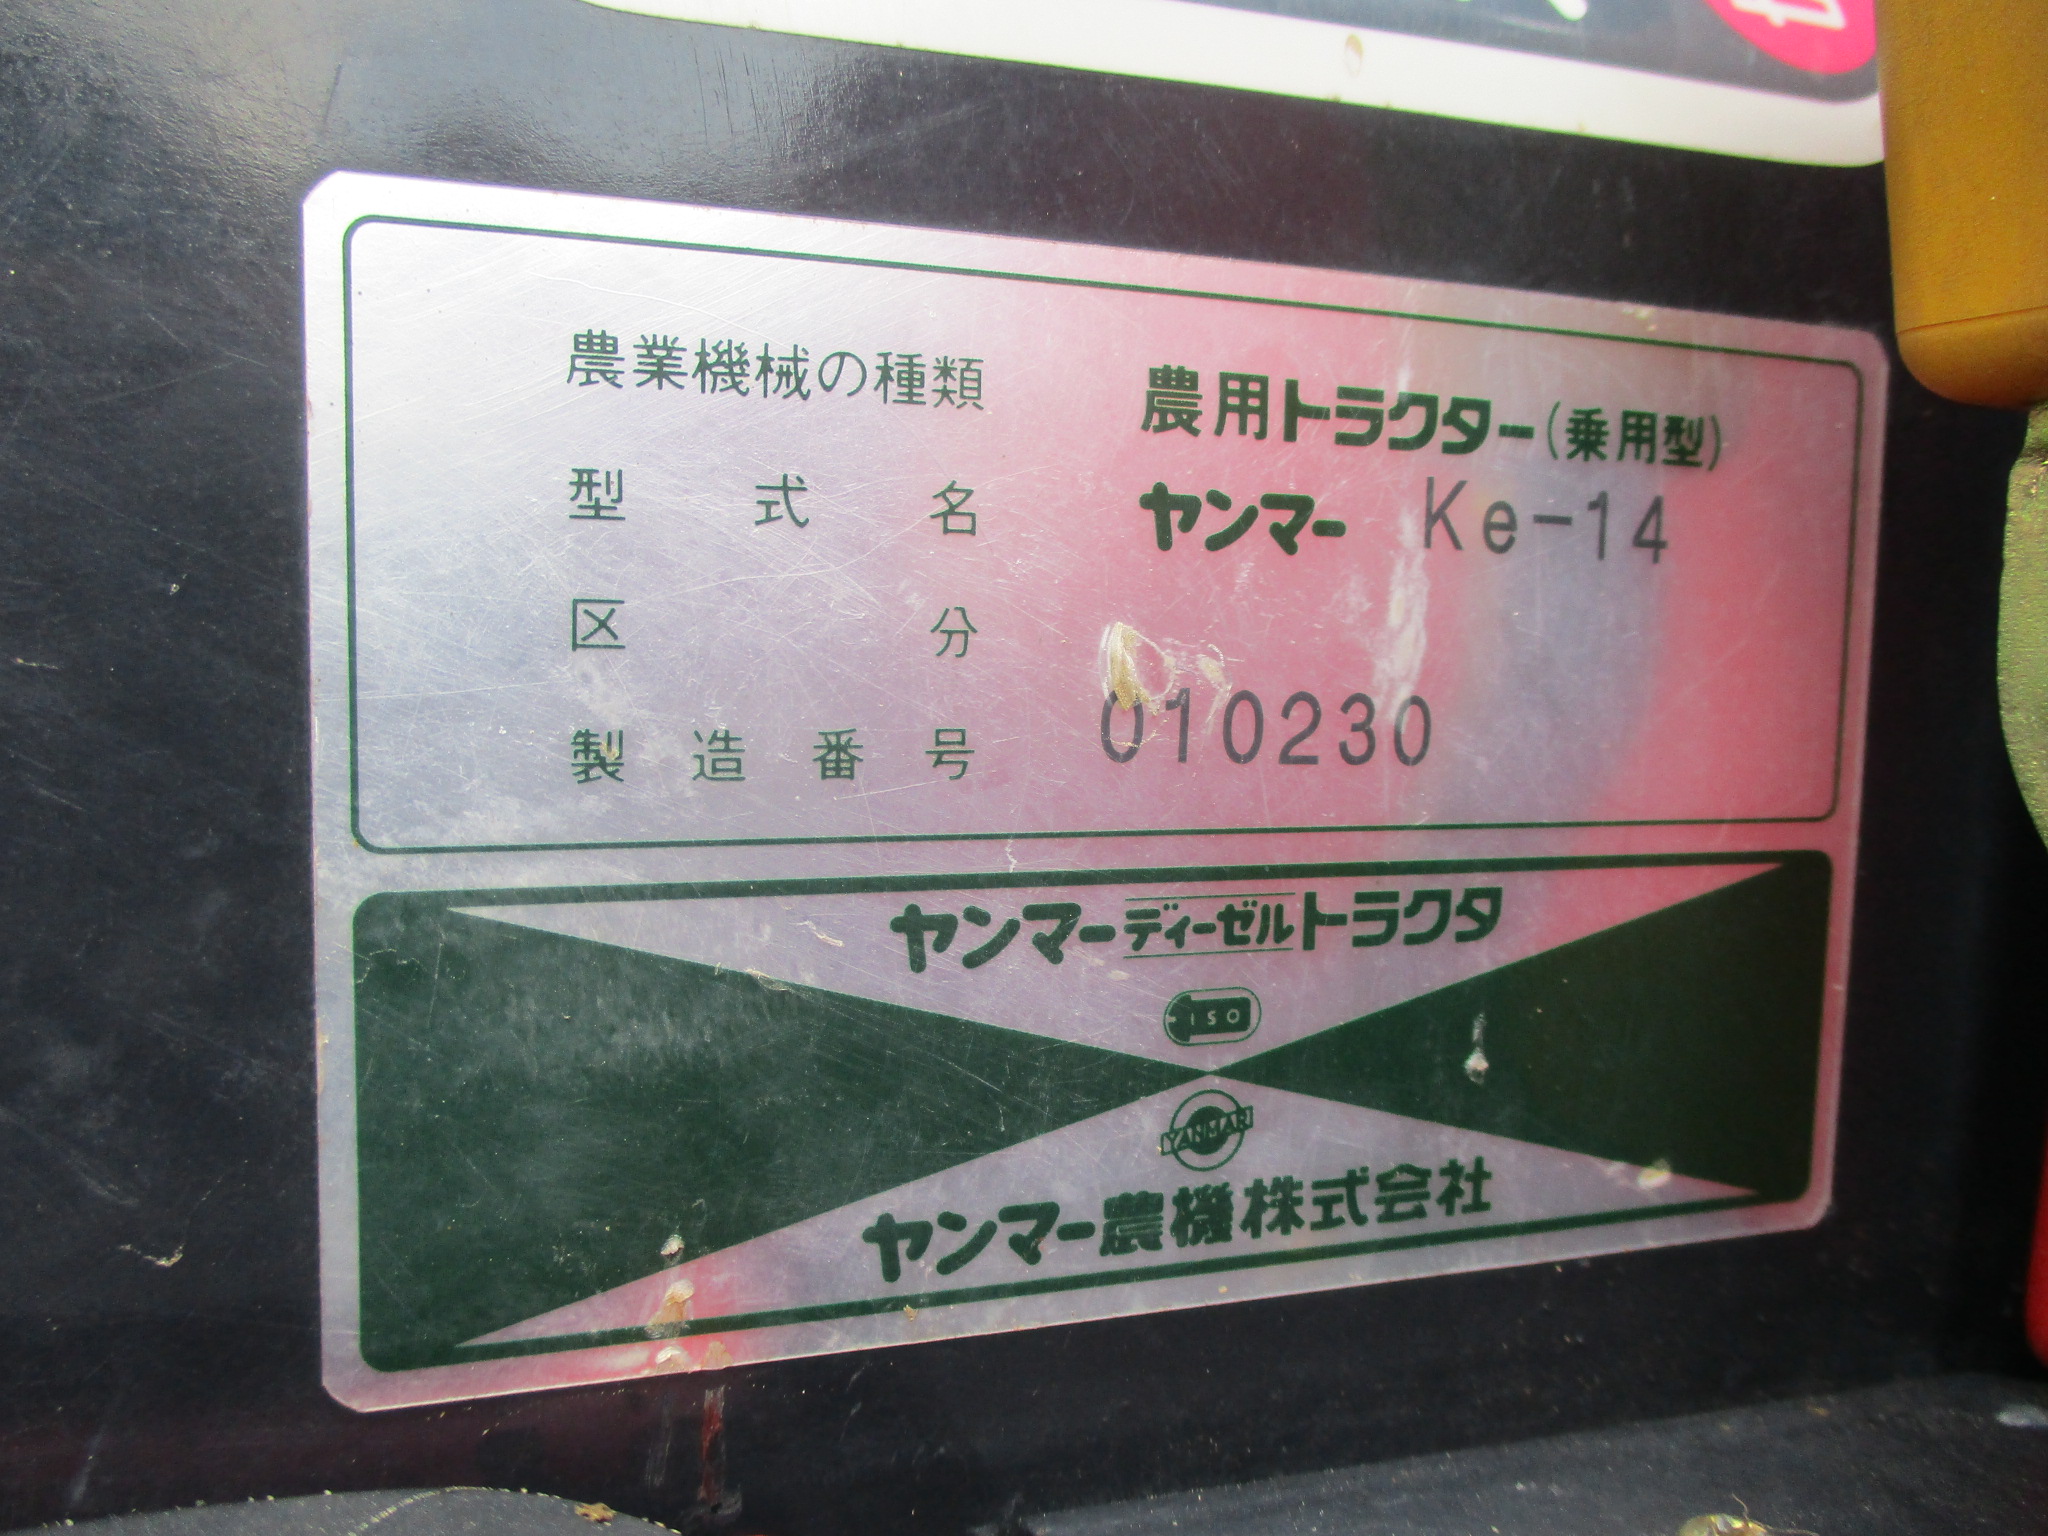 農業機械の種類 農用トラクター(乗用型)
型式名 ヤンマー Ke-14
区分
製造番号 010230
ヤンマーディーゼルトラクタ
ISO
YANMAR
ヤンマー農機株式会社